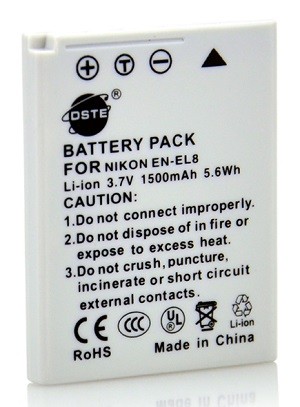 + T −
DSTE
BATTERY PACK
FOR NIKON EN-EL8
Li-ion 3.7V 1500mAh 5.6Wh
1.Do not connect improperly.
2.Do not dispose of in fire or
expose to excess heat.
3.Do not crush, puncture,
incinerate or short circuit
external contacts.
CE CCC UL Li-ion
RoHS Made in China